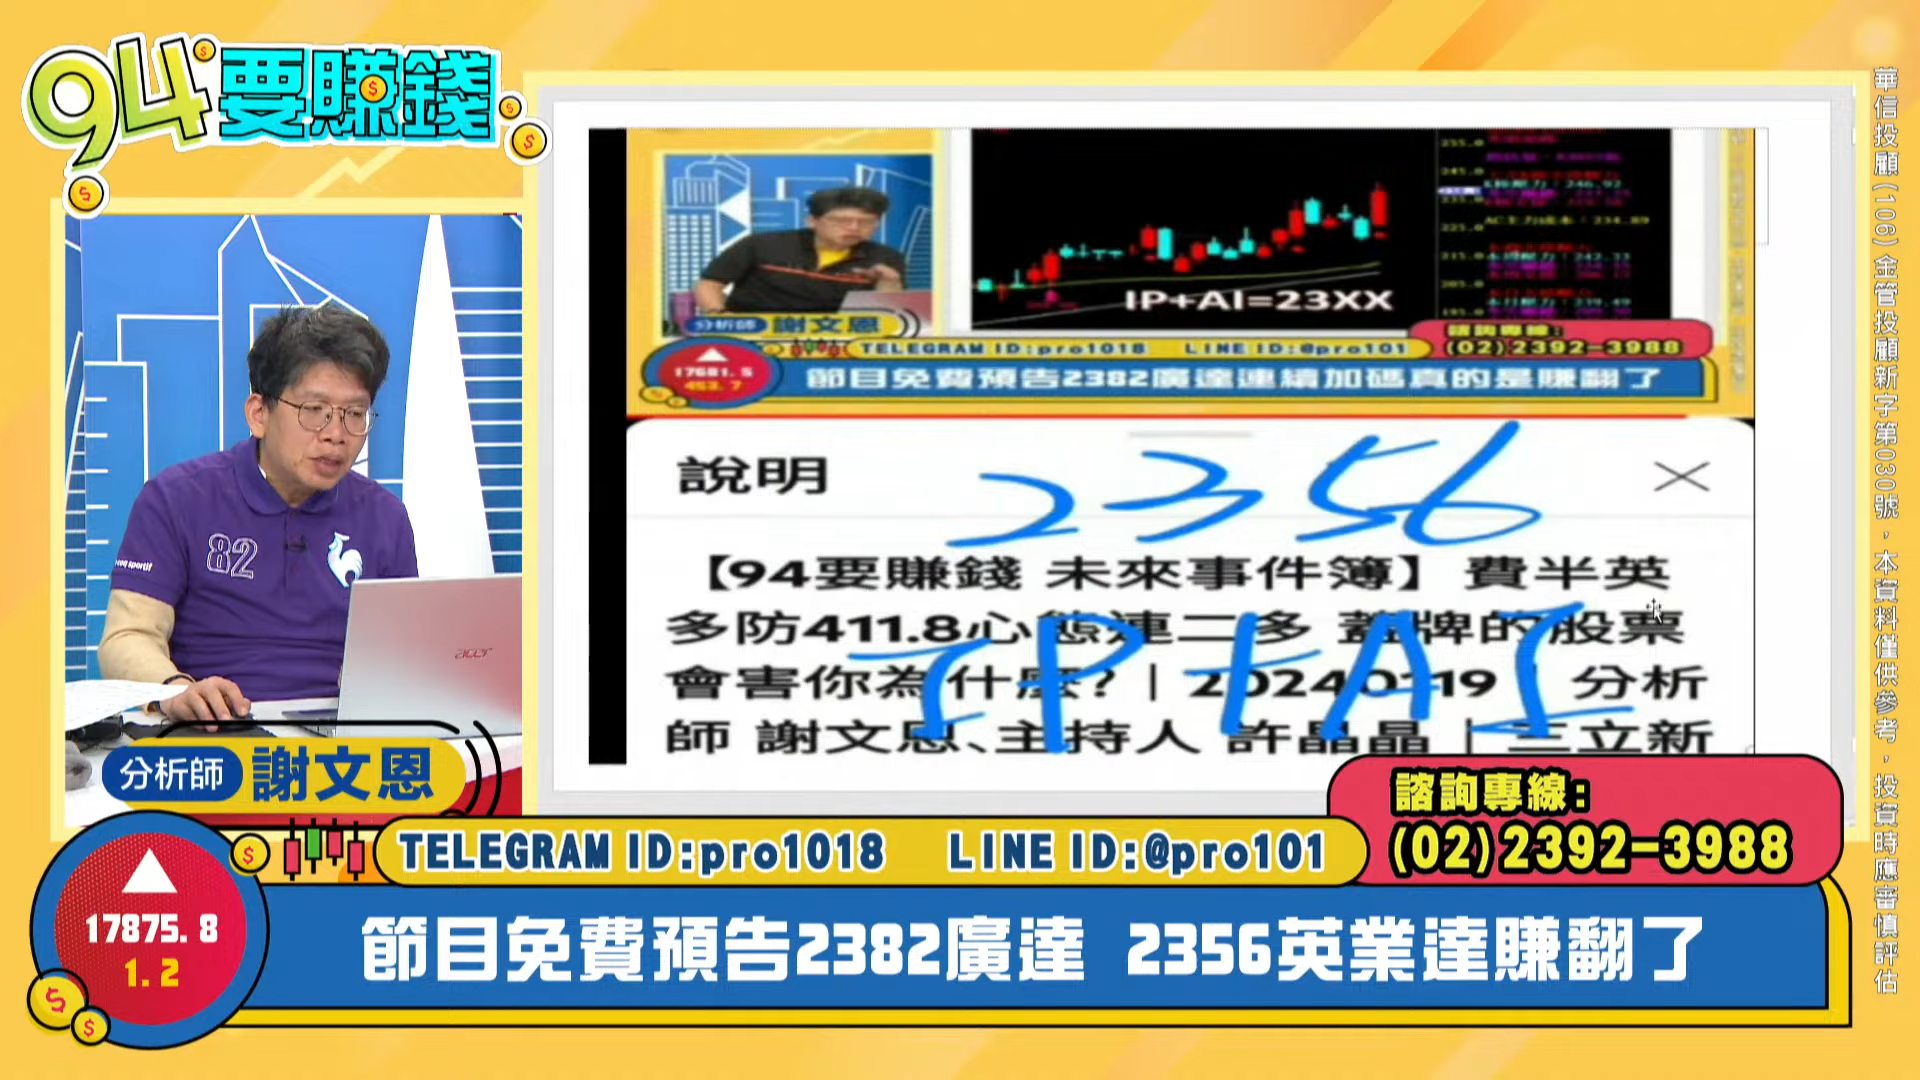 94要賺錢
華信投顧(106)金管投顧新字第030號，本資料僅供參考，投資時應審慎評估
82
le coq sportif
acer
分析師 謝文恩
IP+AI=23XX
分析師 謝文恩
諮詢專線:
(02)2392-3988
TELEGRAM ID:pro1018 LINE ID:@pro101
17681.5
453.7
節目免費預告2382廣達連續加碼真的是賺翻了
說明
2356
【94要賺錢 未來事件簿】費半英
多防411.8心態連二多 蓋牌的股票
會害你為什麼?｜20240119｜分析
師 謝文恩、主持人 許晶晶｜三立新
IP+AI
諮詢專線:
(02)2392-3988
TELEGRAM ID:pro1018 LINE ID:@pro101
17875.8
1.2
節目免費預告2382廣達 2356英業達賺翻了